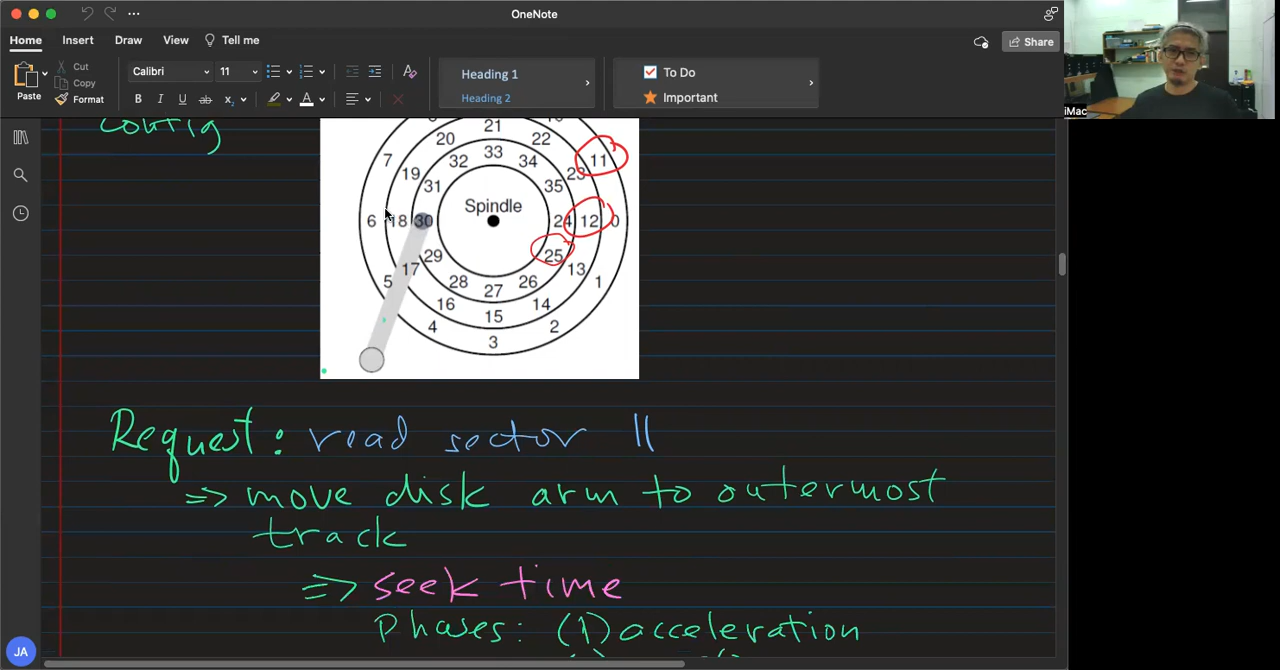 OneNote
Home Insert Draw View Tell me Share
Paste Cut Copy Format
Calibri 11
B I U ab x
Heading 1
Heading 2
To Do
Important
iMac
config
21
20 22
7 32 33 34 11
19 23
31 35
Spindle
6 18 30 24 12 0
29 25
17 13
5 28 27 26 1
16 14
15
4 2
3
Request: read sector 11
=> move disk arm to outermost
track
=> seek time
Phases: (1) acceleration
JA